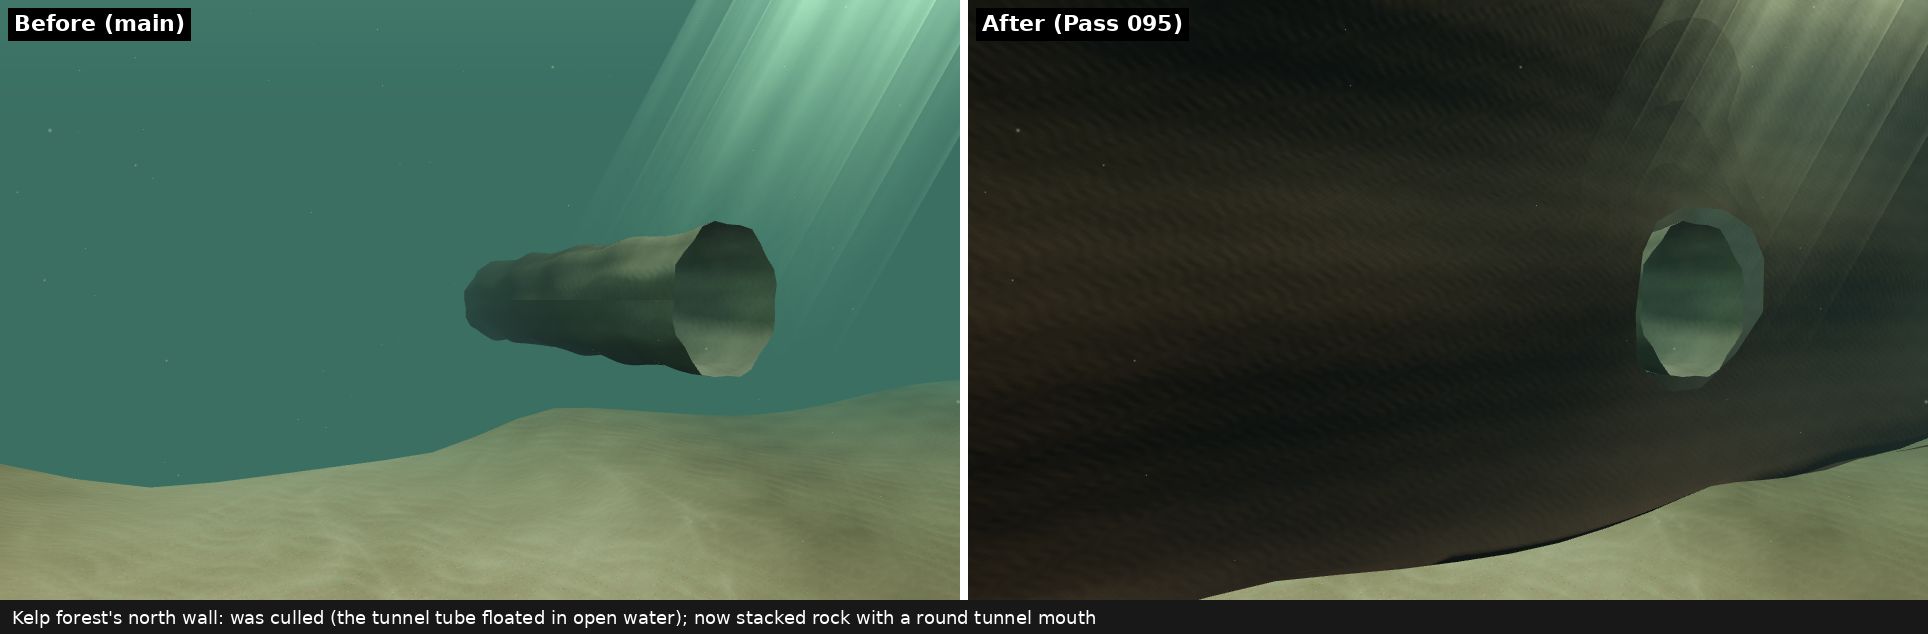 Before (main)
After (Pass 095)
Kelp forest's north wall: was culled (the tunnel tube floated in open water); now stacked rock with a round tunnel mouth